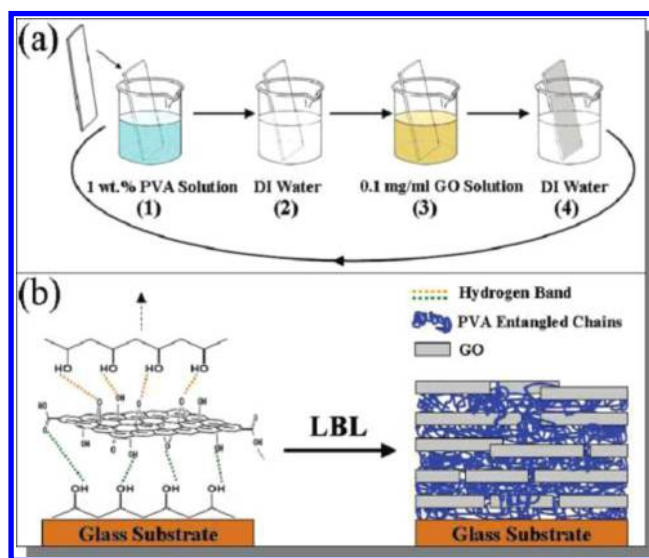 (a)
1 wt.% PVA Solution
(1)
DI Water
(2)
0.1 mg/ml GO Solution
(3)
DI Water
(4)
(b)
HO HO HO HO
HO
O
OH
O
O
OH
O
O
OH
OH
O
OH
OH OH OH OH
Glass Substrate
LBL
Hydrogen Band
PVA Entangled Chains
GO
Glass Substrate